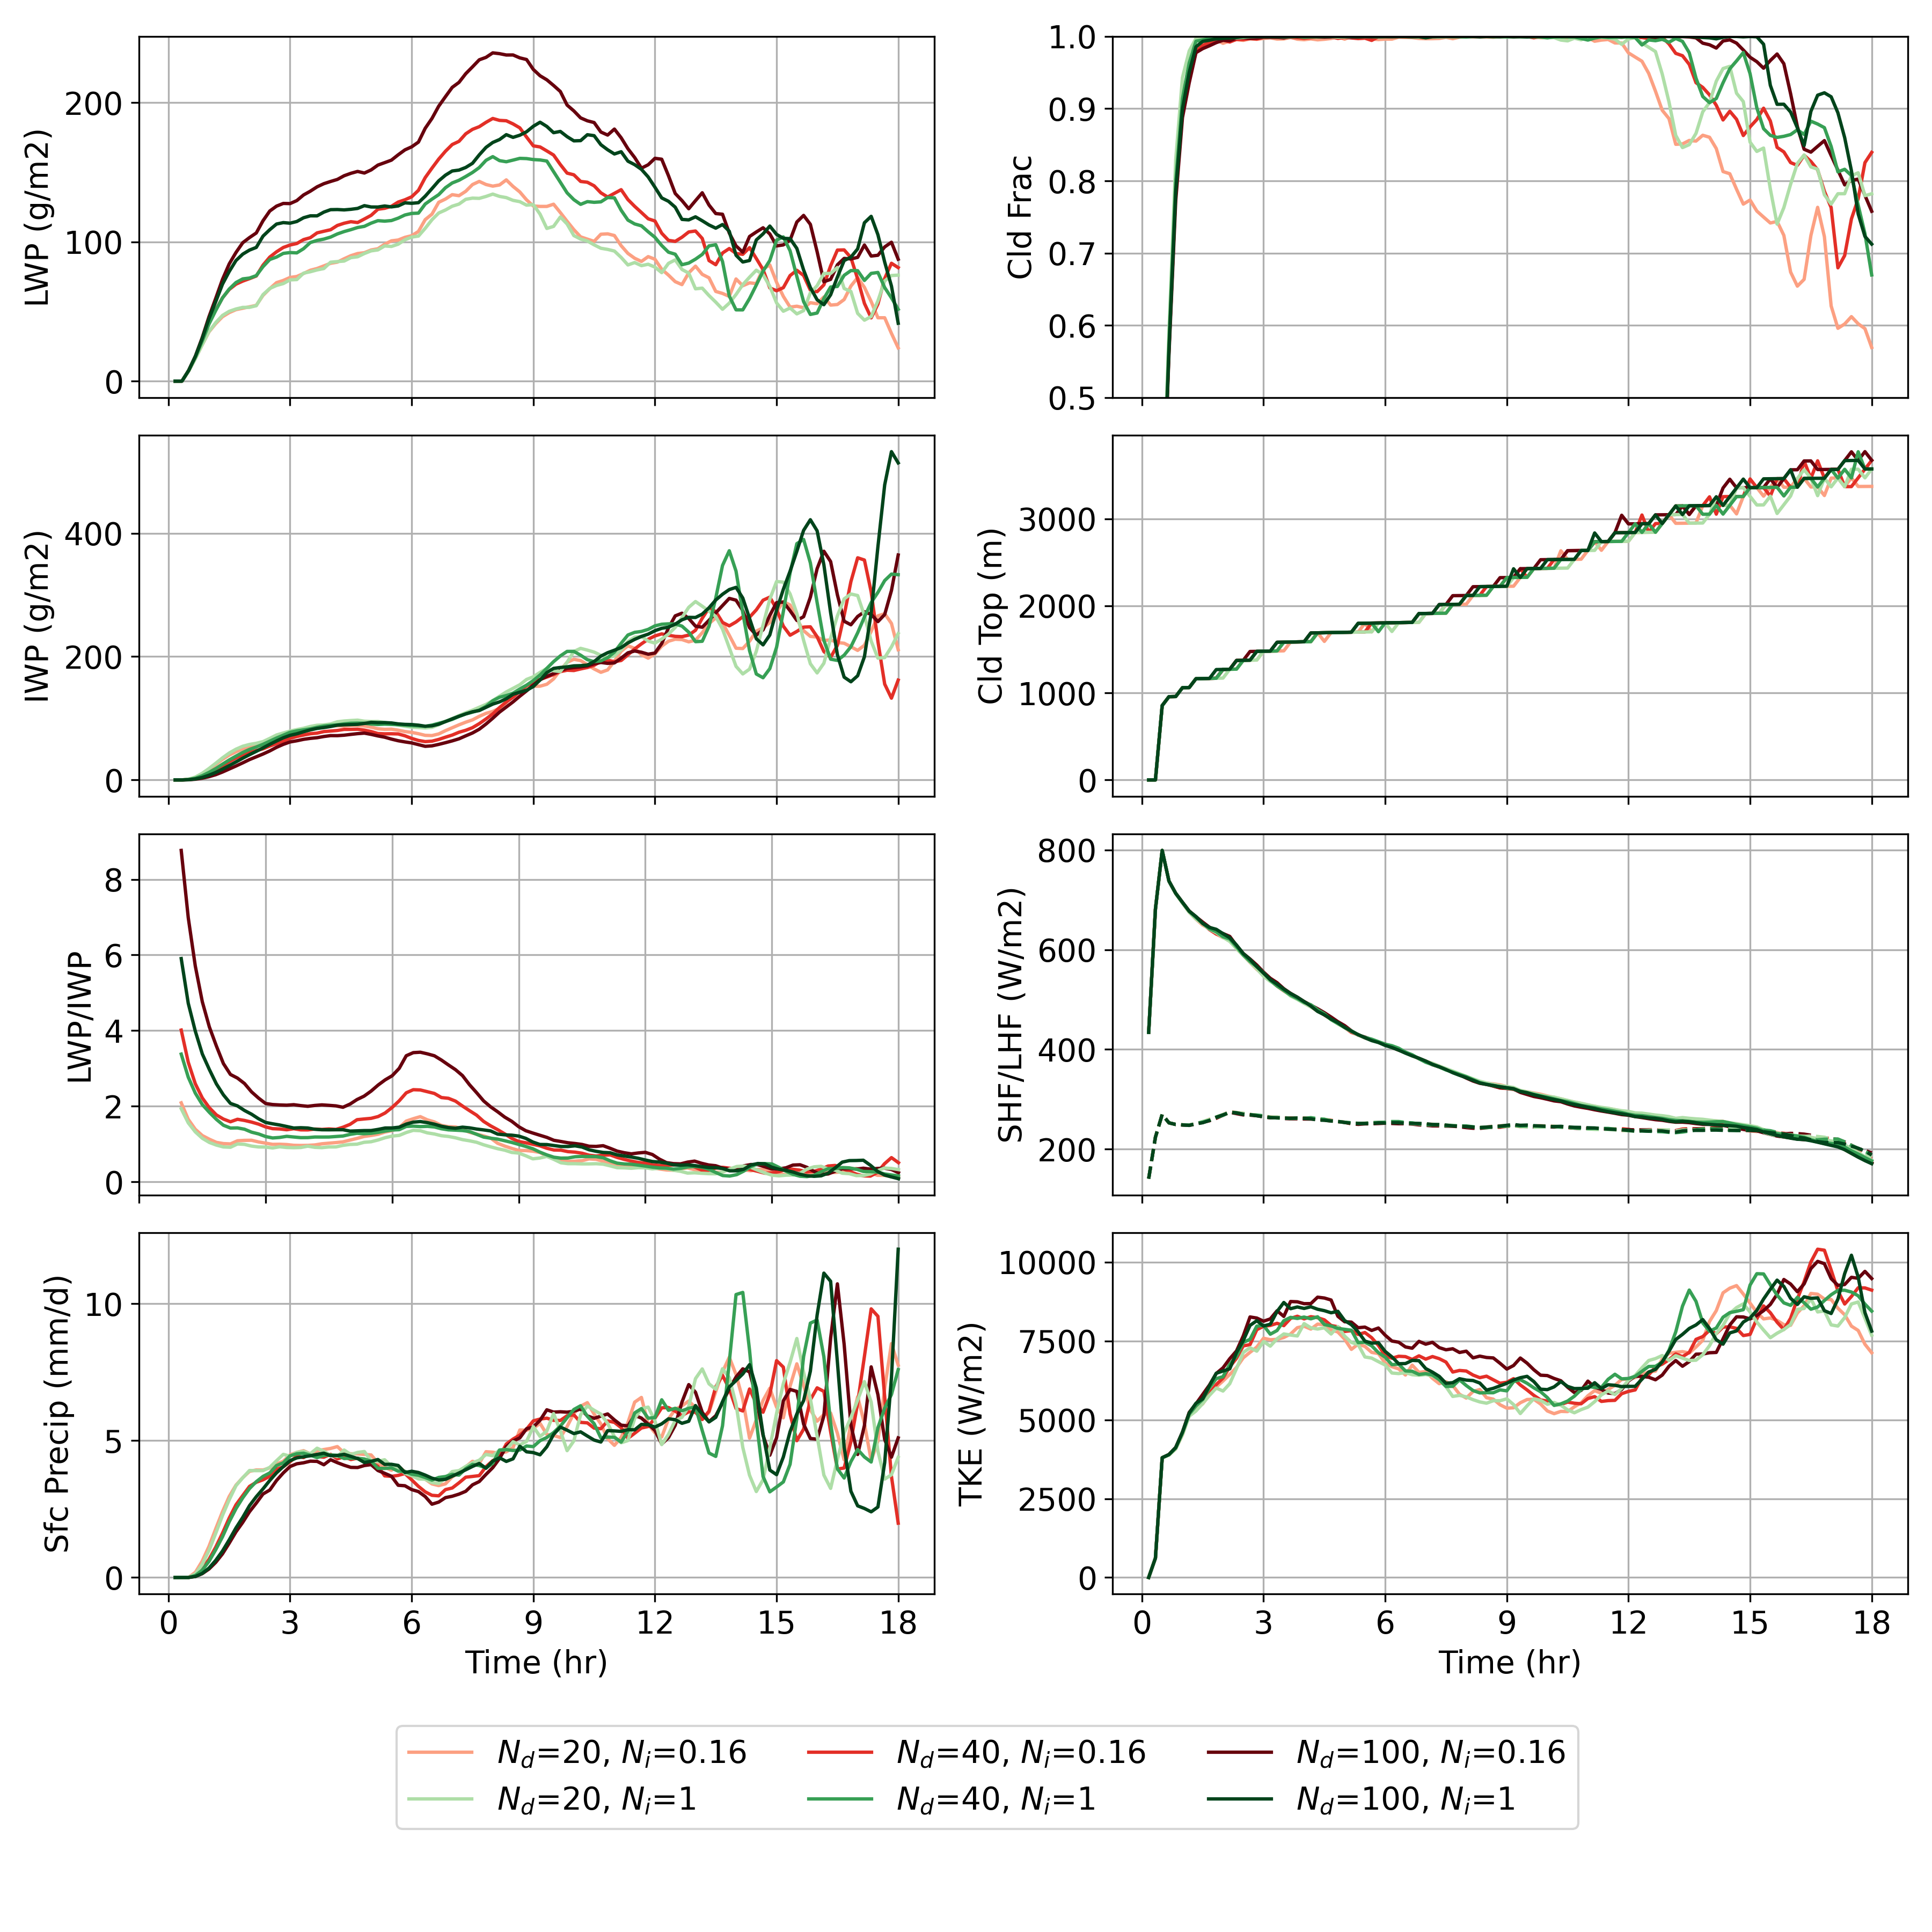 LWP (g/m2)
200
100
0
Cld Frac
1.0
0.9
0.8
0.7
0.6
0.5
IWP (g/m2)
400
200
0
Cld Top (m)
3000
2000
1000
0
LWP/IWP
8
6
4
2
0
SHF/LHF (W/m2)
800
600
400
200
Sfc Precip (mm/d)
10
5
0
0 3 6 9 12 15 18
Time (hr)
TKE (W/m2)
10000
7500
5000
2500
0
0 3 6 9 12 15 18
Time (hr)
N_d=20, N_i=0.16 N_d=40, N_i=0.16 N_d=100, N_i=0.16
N_d=20, N_i=1 N_d=40, N_i=1 N_d=100, N_i=1